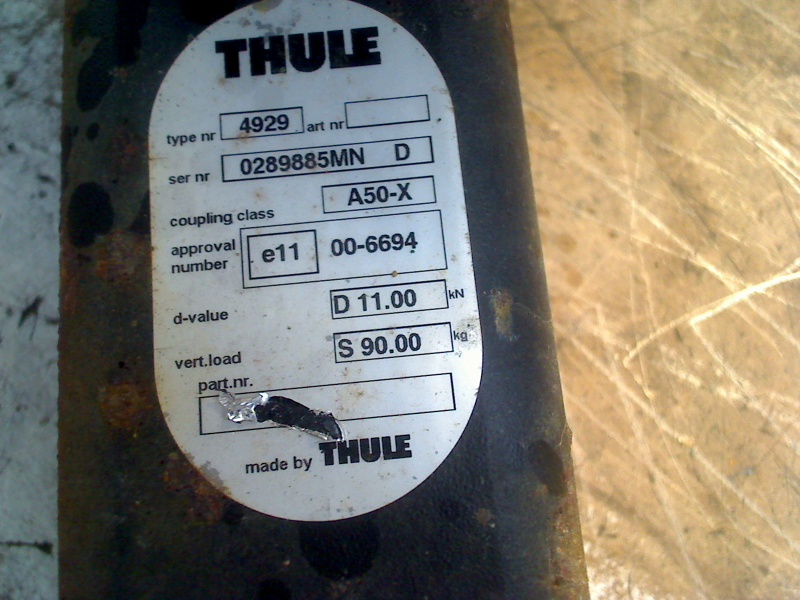 THULE
type nr 4929 art nr
ser nr 0289885MN D
coupling class A50-X
approval number e11 00-6694
d-value D 11.00 kN
vert.load S 90.00 kg
part.nr.
made by THULE